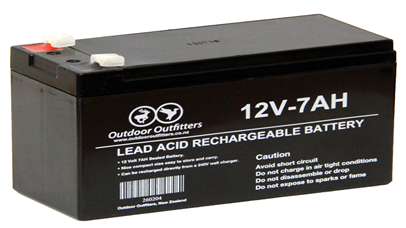 Outdoor Outfitters
outdooroutfitters.co.nz
12V-7AH
LEAD ACID RECHARGEABLE BATTERY
• 12 Volt 7AH Sealed Battery.
• Nice compact size easy to store and carry.
• Can be recharged directly from a 240V wall charger.
260204
Outdoor Outfitters, New Zealand
Caution
Avoid short circuit
Do not charge in air tight conditions
Do not disassemble or drop
Do not expose to sparks or fame